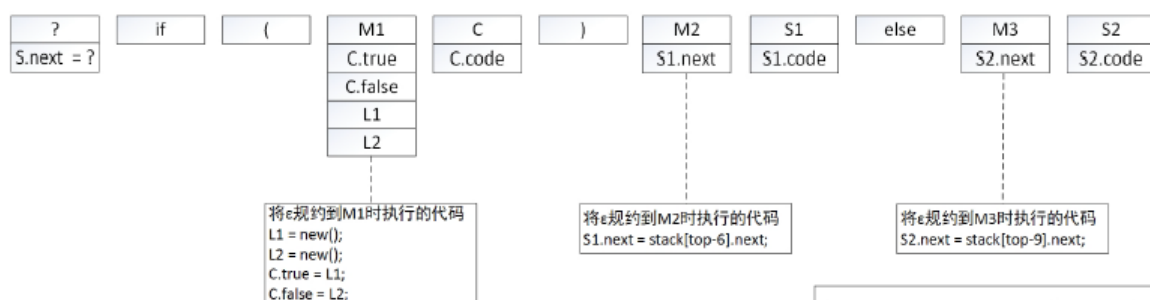 ? if ( M1 C ) M2 S1 else M3 S2
S.next = ? C.true C.code S1.next S1.code S2.next S2.code
C.false
L1
L2
将ε规约到M1时执行的代码
L1 = new();
L2 = new();
C.true = L1;
C.false = L2;
将ε规约到M2时执行的代码
S1.next = stack[top-6].next;
将ε规约到M3时执行的代码
S2.next = stack[top-9].next;